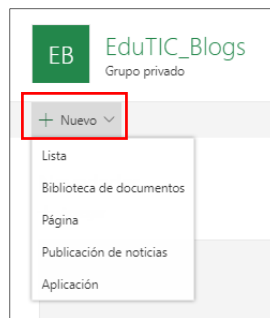 EB
EduTIC_Blogs
Grupo privado
+ Nuevo
Lista
Biblioteca de documentos
Página
Publicación de noticias
Aplicación